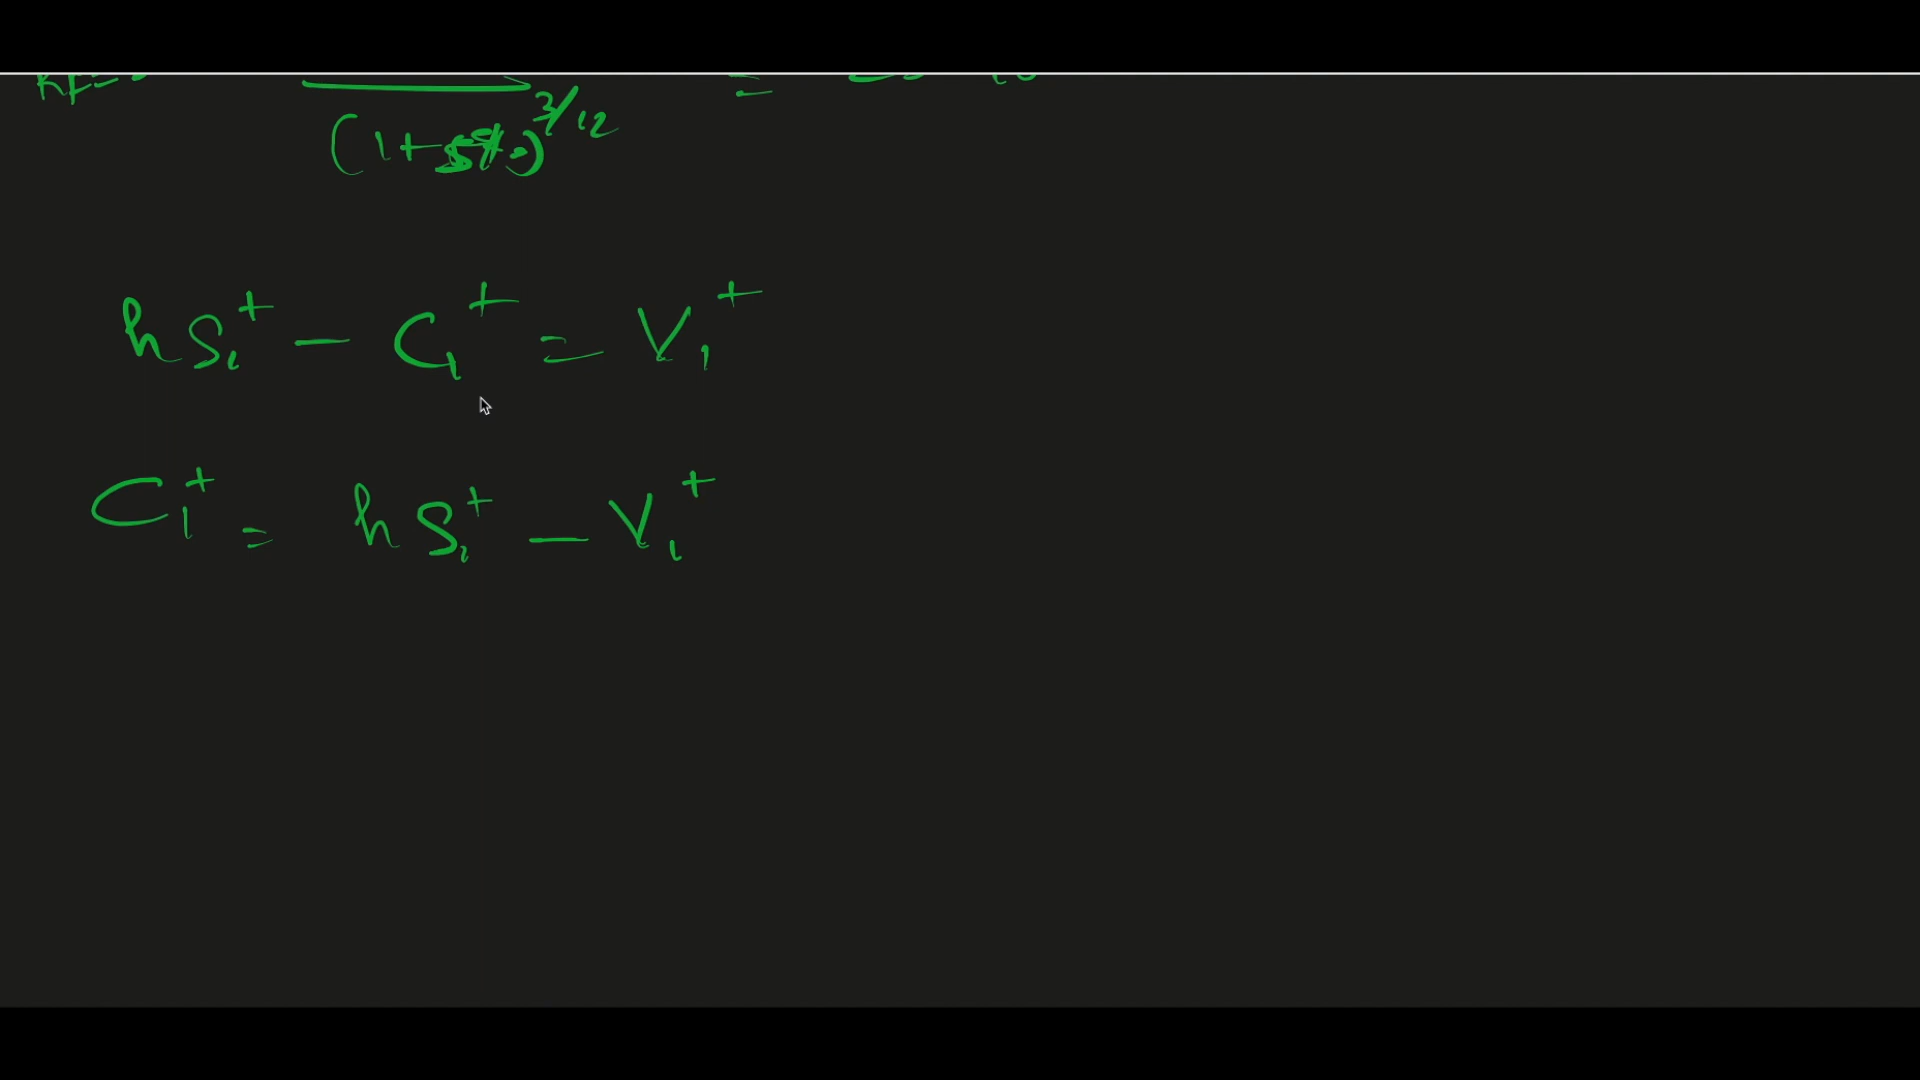 (1+5%)^3/12
hS₁⁺ − C₁⁺ = V₁⁺
C₁⁺ = hS₁⁺ − V₁⁺